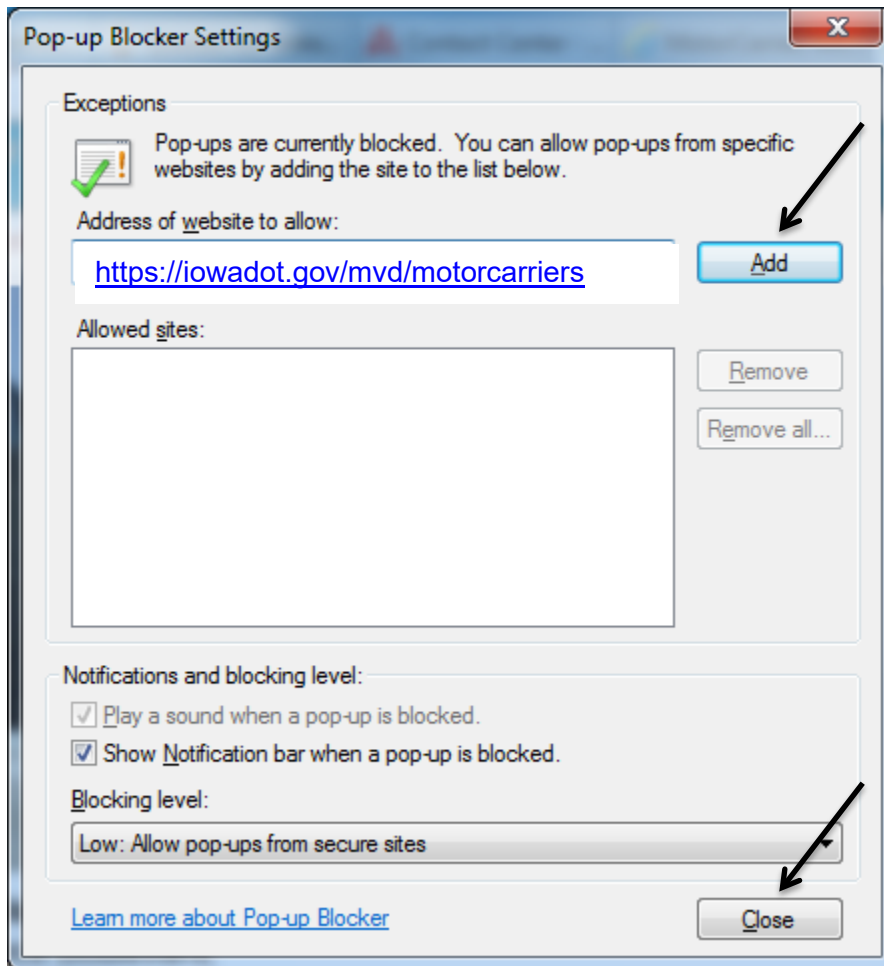 Pop-up Blocker Settings
Exceptions
Pop-ups are currently blocked. You can allow pop-ups from specific
websites by adding the site to the list below.
Address of website to allow:
https://iowadot.gov/mvd/motorcarriers
Add
Allowed sites:
Remove
Remove all...
Notifications and blocking level:
Play a sound when a pop-up is blocked.
Show Notification bar when a pop-up is blocked.
Blocking level:
Low: Allow pop-ups from secure sites
Learn more about Pop-up Blocker
Close